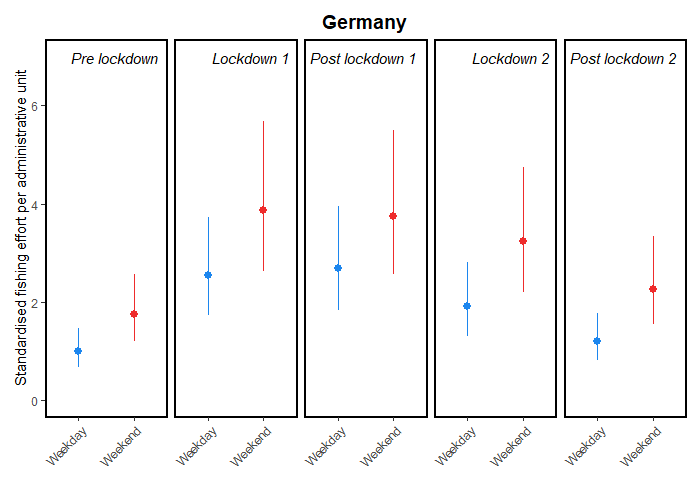 Germany
Pre lockdown
Lockdown 1
Post lockdown 1
Lockdown 2
Post lockdown 2
Standardised fishing effort per administrative unit
6
4
2
0
Weekday
Weekend
Weekday
Weekend
Weekday
Weekend
Weekday
Weekend
Weekday
Weekend